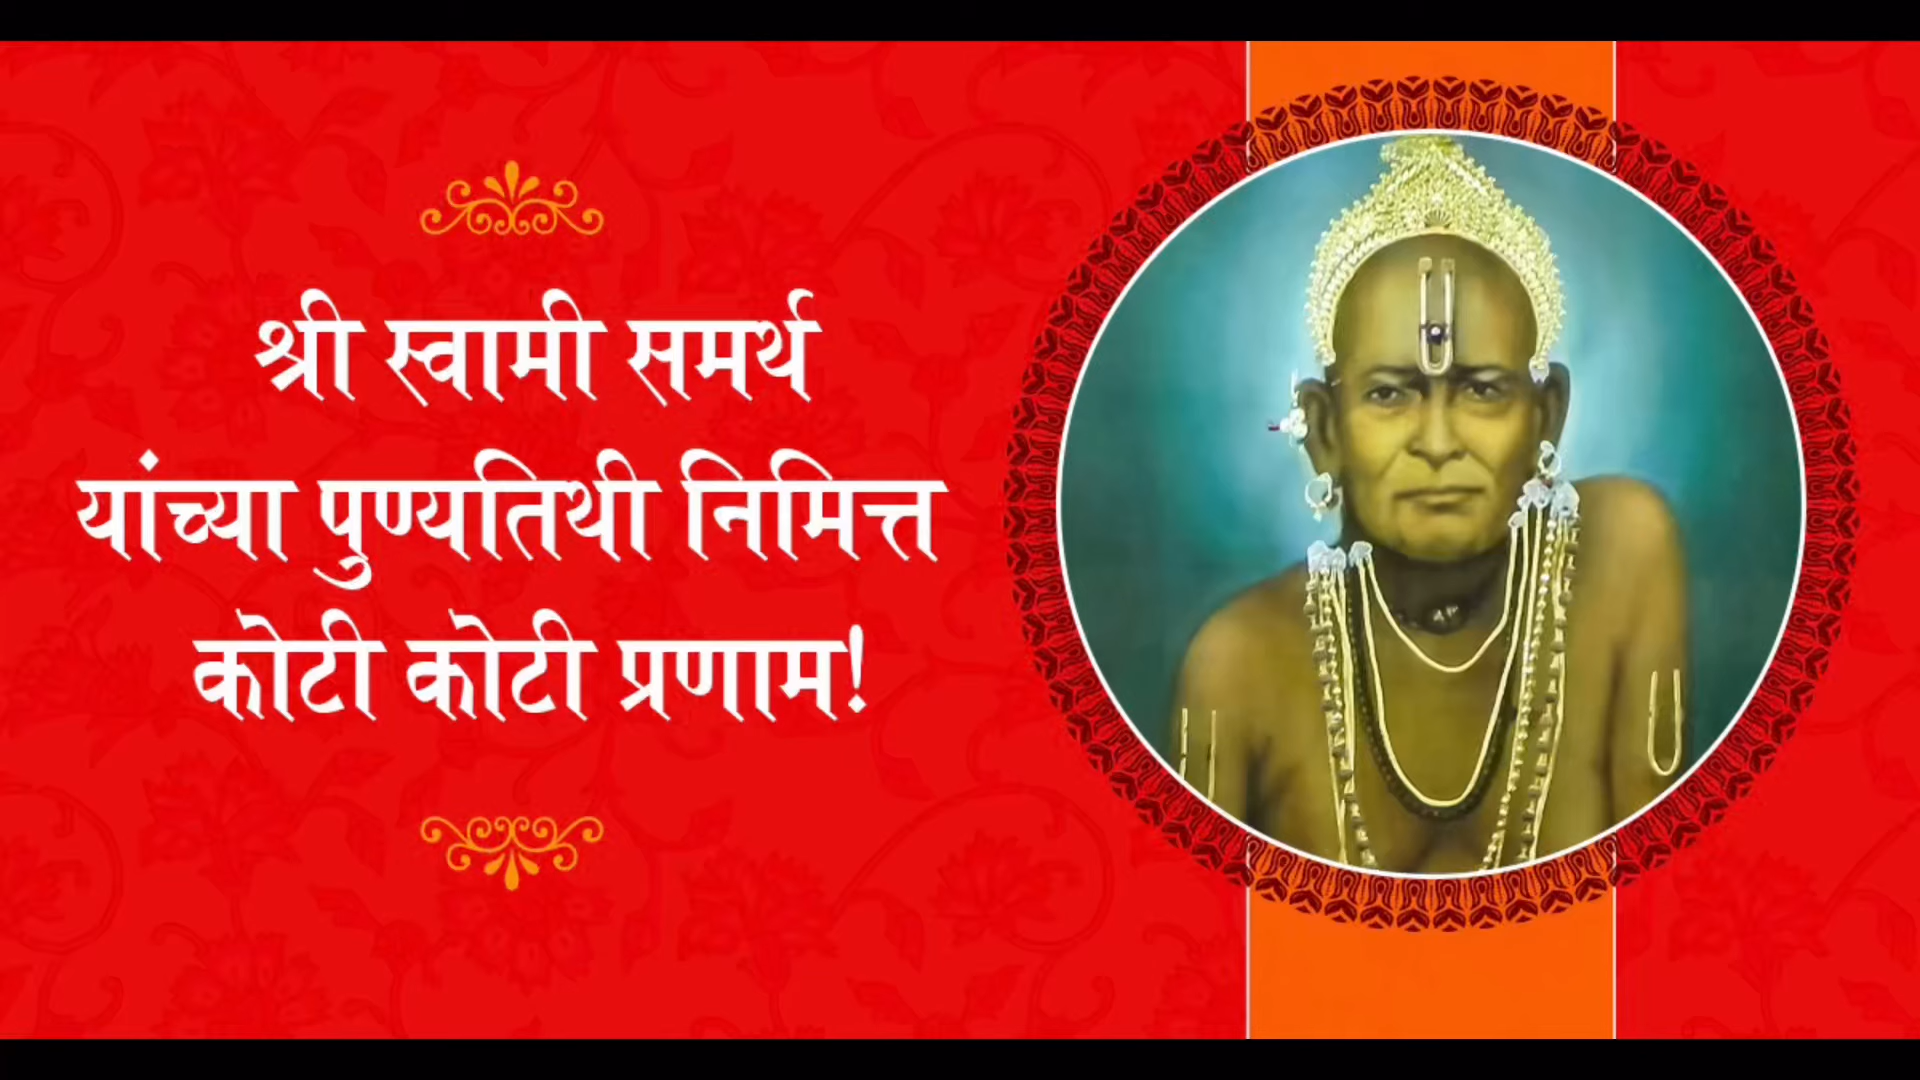 श्री स्वामी समर्थ
यांच्या पुण्यतिथी निमित्त
कोटी कोटी प्रणाम!